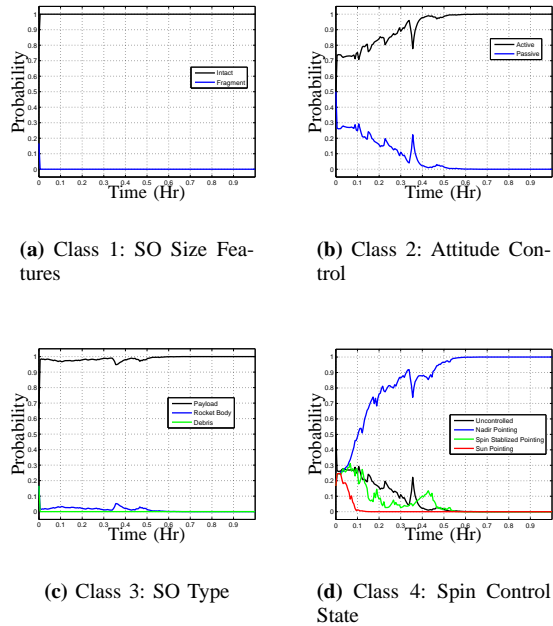 1
0.9
0.8
0.7
0.6
0.5
0.4
0.3
0.2
0.1
0
Probability
Intact
Fragment
0 0.1 0.2 0.3 0.4 0.5 0.6 0.7 0.8 0.9
Time (Hr)
(a) Class 1: SO Size Fea-
tures
1
0.9
0.8
0.7
0.6
0.5
0.4
0.3
0.2
0.1
0
Probability
Active
Passive
0 0.1 0.2 0.3 0.4 0.5 0.6 0.7 0.8 0.9
Time (Hr)
(b) Class 2: Attitude Con-
trol
1
0.9
0.8
0.7
0.6
0.5
0.4
0.3
0.2
0.1
0
Probability
Payload
Rocket Body
Debris
0 0.1 0.2 0.3 0.4 0.5 0.6 0.7 0.8 0.9
Time (Hr)
(c) Class 3: SO Type
1
0.9
0.8
0.7
0.6
0.5
0.4
0.3
0.2
0.1
0
Probability
Uncontrolled
Nadir Pointing
Spin Stablized Pointing
Sun Pointing
0 0.1 0.2 0.3 0.4 0.5 0.6 0.7 0.8 0.9
Time (Hr)
(d) Class 4: Spin Control
State